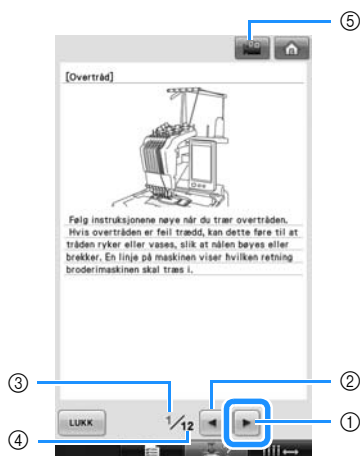 ⑤
[Overtråd]
Følg instruksjonene nøye når du trær overtråden.
Hvis overtråden er feil trædd, kan dette føre til at
tråden ryker eller vases, slik at nålen bøyes eller
brekker. En linje på maskinen viser hvilken retning
broderimaskinen skal træs i.
③
②
LUKK
1/12
①
④